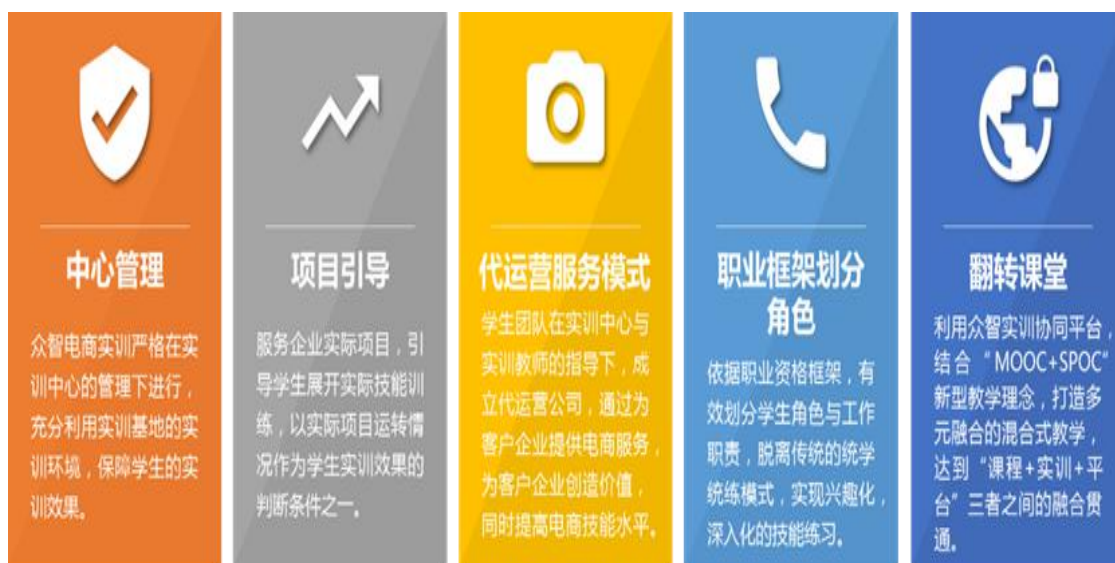 中心管理
众智电商实训严格在实
训中心的管理下进行，
充分利用实训基地的实
训环境，保障学生的实
训效果。
项目引导
服务企业实际项目，引
导学生展开实际技能训
练，以实际项目运转情
况作为学生实训效果的
判断条件之一。
代运营服务模式
学生团队在实训中心与
实训教师的指导下，成
立代运营公司，通过为
客户企业提供电商服务，
为客户企业创造价值，
同时提高电商技能水平。
职业框架划分
角色
依据职业资格框架，有
效划分学生角色与工作
职责，脱离传统的统学
统练模式，实现兴趣化，
深入化的技能练习。
翻转课堂
利用众智实训协同平台，
结合“MOOC+SPOC”
新型教学理念，打造多
元融合的混合式教学，
达到“课程+实训+平
台”三者之间的融合贯
通。